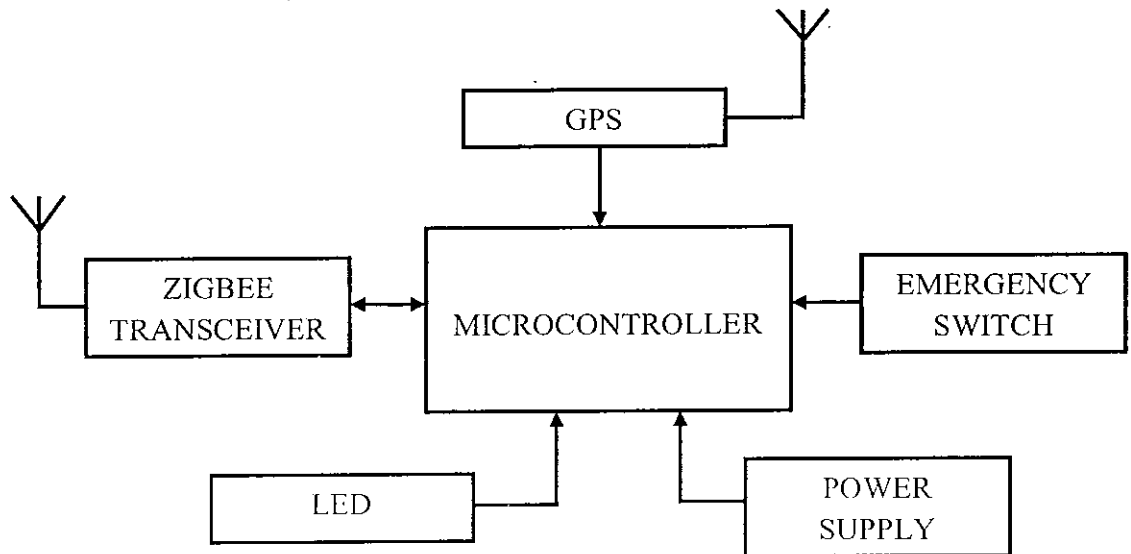 GPS
ZIGBEE
TRANSCEIVER
MICROCONTROLLER
EMERGENCY
SWITCH
LED
POWER
SUPPLY